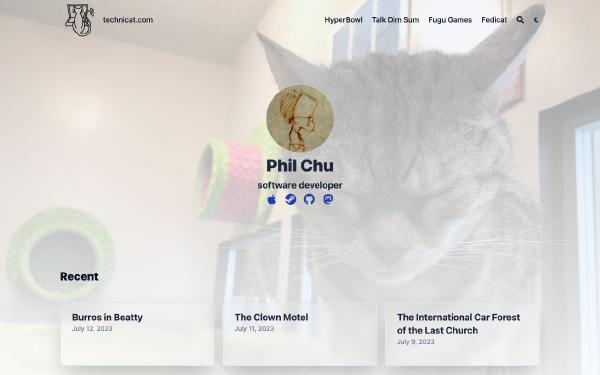 technicat.com
HyperBowl Talk Dim Sum Fugu Games Fedicat
Phil Chu
software developer
Recent
Burros in Beatty
July 12, 2023
The Clown Motel
July 11, 2023
The International Car Forest
of the Last Church
July 9, 2023